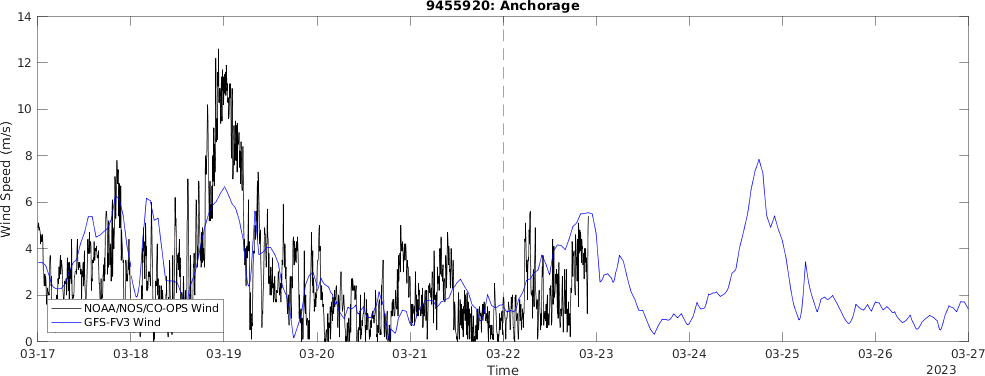 9455920: Anchorage
Wind Speed (m/s)
14
12
10
8
6
4
2
0
NOAA/NOS/CO-OPS Wind
GFS-FV3 Wind
03-17 03-18 03-19 03-20 03-21 03-22 03-23 03-24 03-25 03-26 03-27
Time
2023